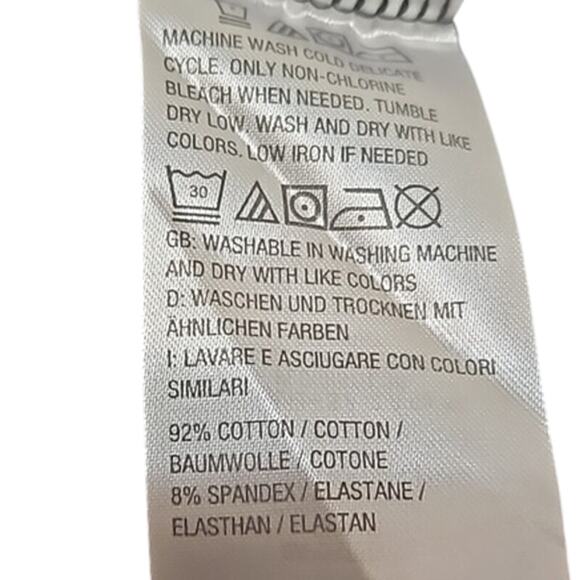 MACHINE WASH COLD DELICATE
CYCLE. ONLY NON-CHLORINE
BLEACH WHEN NEEDED. TUMBLE
DRY LOW. WASH AND DRY WITH LIKE
COLORS. LOW IRON IF NEEDED
30
GB: WASHABLE IN WASHING MACHINE
AND DRY WITH LIKE COLORS
D: WASCHEN UND TROCKNEN MIT
ÄHNLICHEN FARBEN
I: LAVARE E ASCIUGARE CON COLORI
SIMILARI
92% COTTON / COTTON /
BAUMWOLLE / COTONE
8% SPANDEX / ELASTANE /
ELASTHAN / ELASTAN